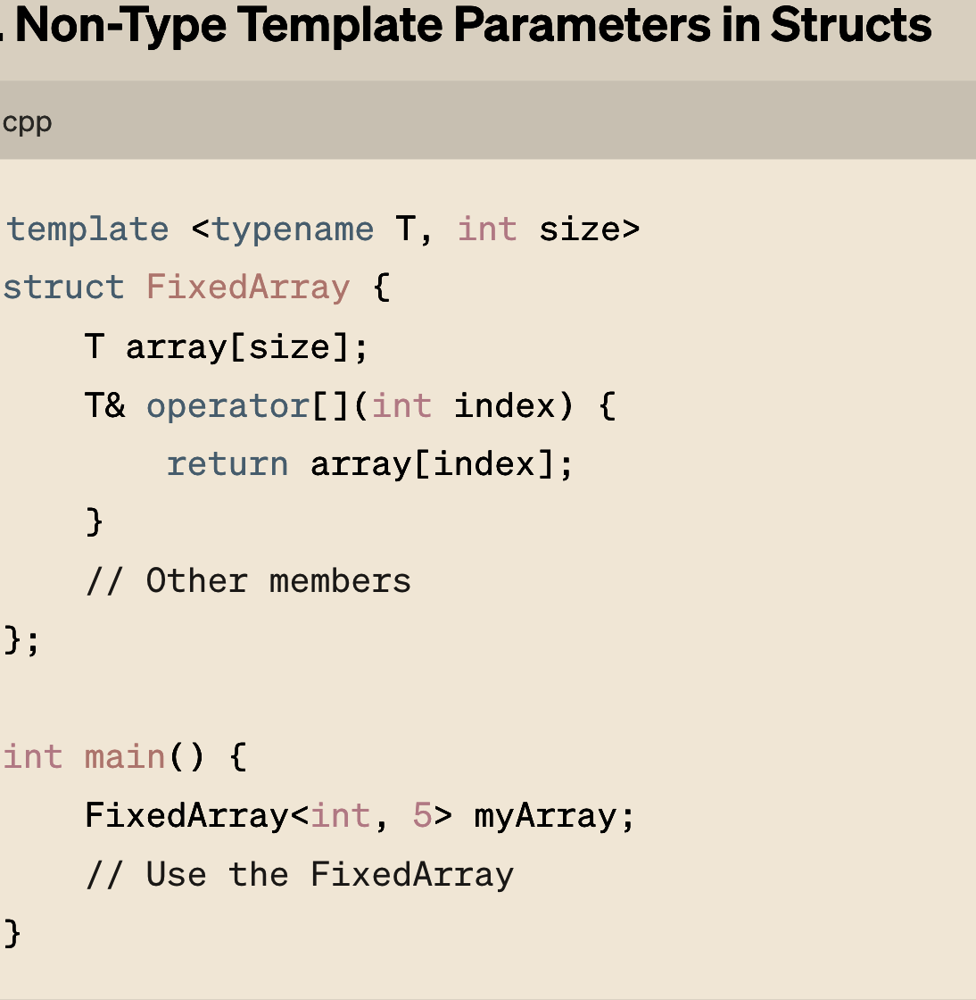 . Non-Type Template Parameters in Structs
cpp
template <typename T, int size>
struct FixedArray {
    T array[size];
    T& operator[](int index) {
        return array[index];
    }
    // Other members
};
int main() {
    FixedArray<int, 5> myArray;
    // Use the FixedArray
}